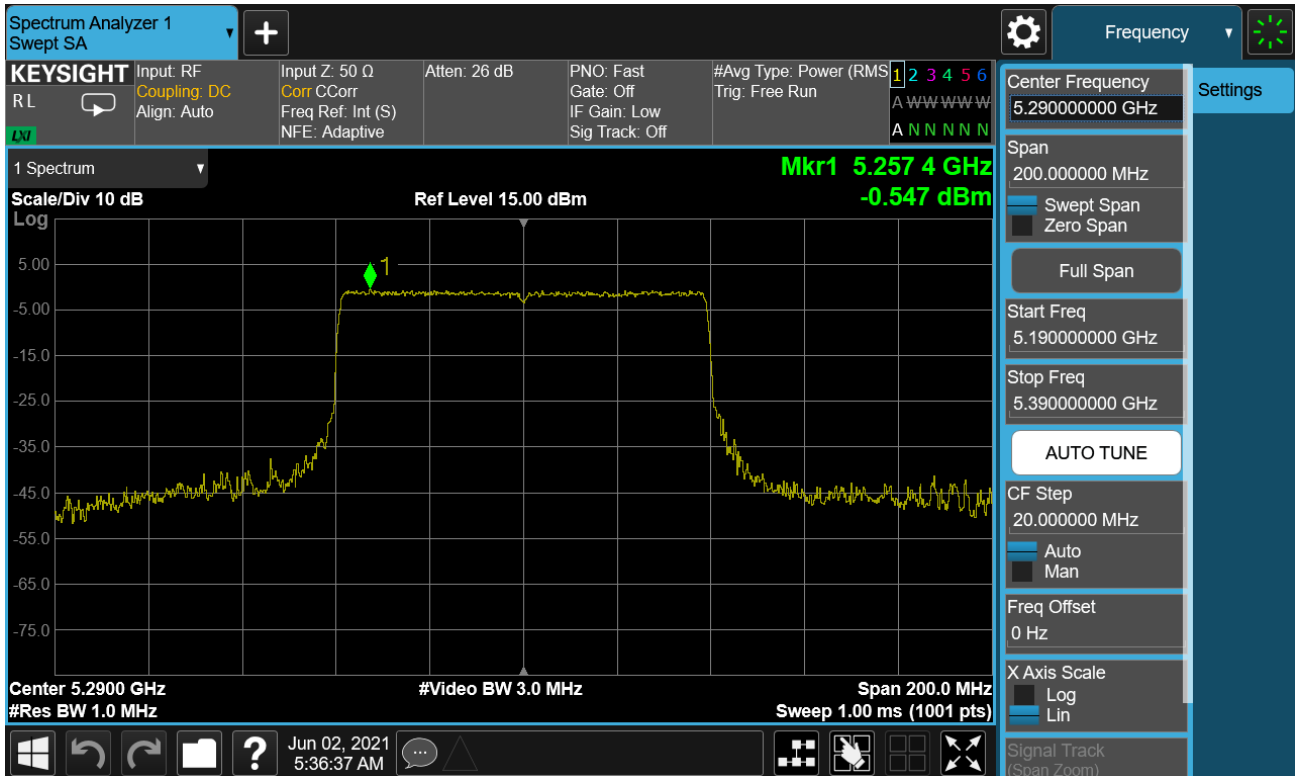 Spectrum Analyzer 1
Swept SA
Frequency
KEYSIGHT
R L
LXI
Input: RF
Coupling: DC
Align: Auto
Input Z: 50 Ω
Corr CCorr
Freq Ref: Int (S)
NFE: Adaptive
Atten: 26 dB
PNO: Fast
Gate: Off
IF Gain: Low
Sig Track: Off
#Avg Type: Power (RMS
Trig: Free Run
1 2 3 4 5 6
A W W W W W
A N N N N N
1 Spectrum
Mkr1 5.257 4 GHz
-0.547 dBm
Scale/Div 10 dB
Ref Level 15.00 dBm
Log
1
5.00
-5.00
-15.0
-25.0
-35.0
-45.0
-55.0
-65.0
-75.0
Center 5.2900 GHz
#Video BW 3.0 MHz
Span 200.0 MHz
#Res BW 1.0 MHz
Sweep 1.00 ms (1001 pts)
?
Jun 02, 2021
5:36:37 AM
Center Frequency
5.290000000 GHz
Settings
Span
200.000000 MHz
Swept Span
Zero Span
Full Span
Start Freq
5.190000000 GHz
Stop Freq
5.390000000 GHz
AUTO TUNE
CF Step
20.000000 MHz
Auto
Man
Freq Offset
0 Hz
X Axis Scale
Log
Lin
Signal Track
(Span Zoom)